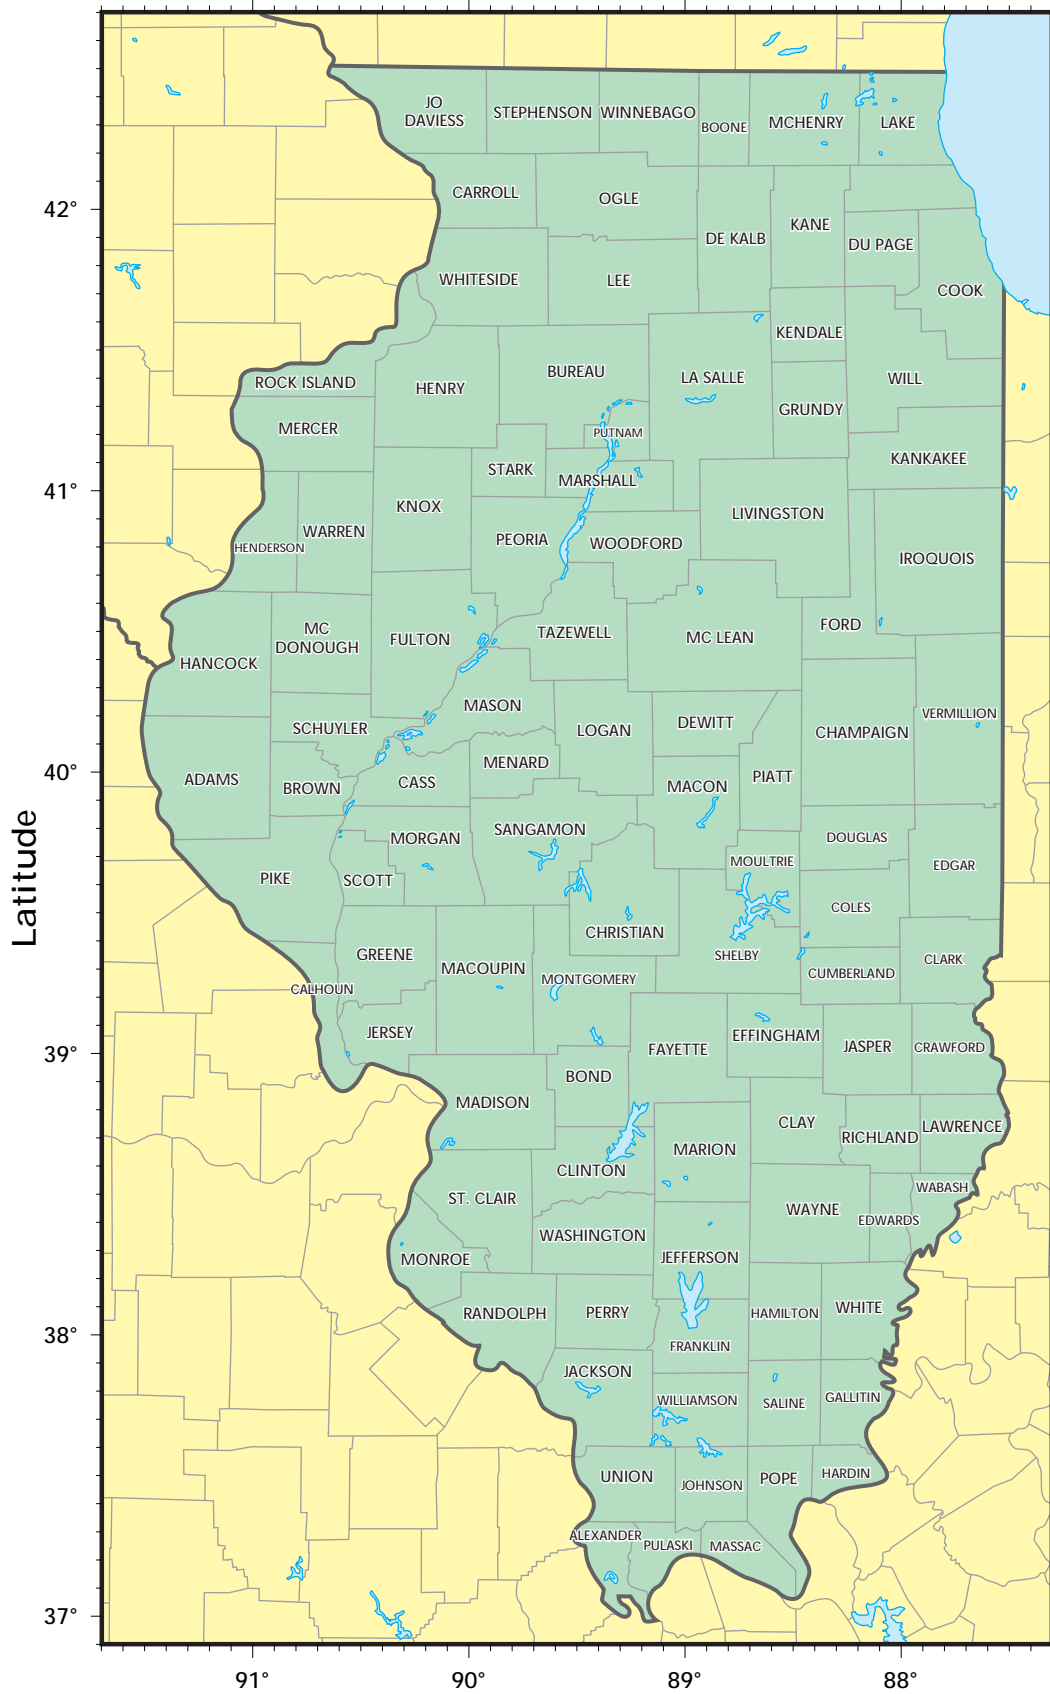 JO
DAVIESS
STEPHENSON
WINNEBAGO
BOONE
MCHENRY
LAKE
CARROLL
OGLE
42°
DE KALB
KANE
DU PAGE
WHITESIDE
LEE
COOK
KENDALE
ROCK ISLAND
HENRY
BUREAU
LA SALLE
WILL
GRUNDY
MERCER
PUTNAM
KANKAKEE
STARK
MARSHALL
41°
KNOX
LIVINGSTON
WARREN
HENDERSON
PEORIA
WOODFORD
IROQUOIS
MC
DONOUGH
FULTON
TAZEWELL
MC LEAN
FORD
HANCOCK
MASON
SCHUYLER
LOGAN
DEWITT
CHAMPAIGN
VERMILLION
40°
ADAMS
BROWN
CASS
MENARD
MACON
PIATT
Latitude
MORGAN
SANGAMON
DOUGLAS
MOULTRIE
EDGAR
PIKE
SCOTT
COLES
CHRISTIAN
GREENE
MACOUPIN
SHELBY
CLARK
CALHOUN
MONTGOMERY
CUMBERLAND
JERSEY
EFFINGHAM
39°
FAYETTE
JASPER
CRAWFORD
BOND
MADISON
CLAY
LAWRENCE
RICHLAND
MARION
CLINTON
ST. CLAIR
WABASH
WAYNE
EDWARDS
WASHINGTON
MONROE
JEFFERSON
RANDOLPH
PERRY
HAMILTON
WHITE
38°
FRANKLIN
JACKSON
WILLIAMSON
SALINE
GALLITIN
UNION
JOHNSON
POPE
HARDIN
ALEXANDER
PULASKI
MASSAC
37°
91°
90°
89°
88°